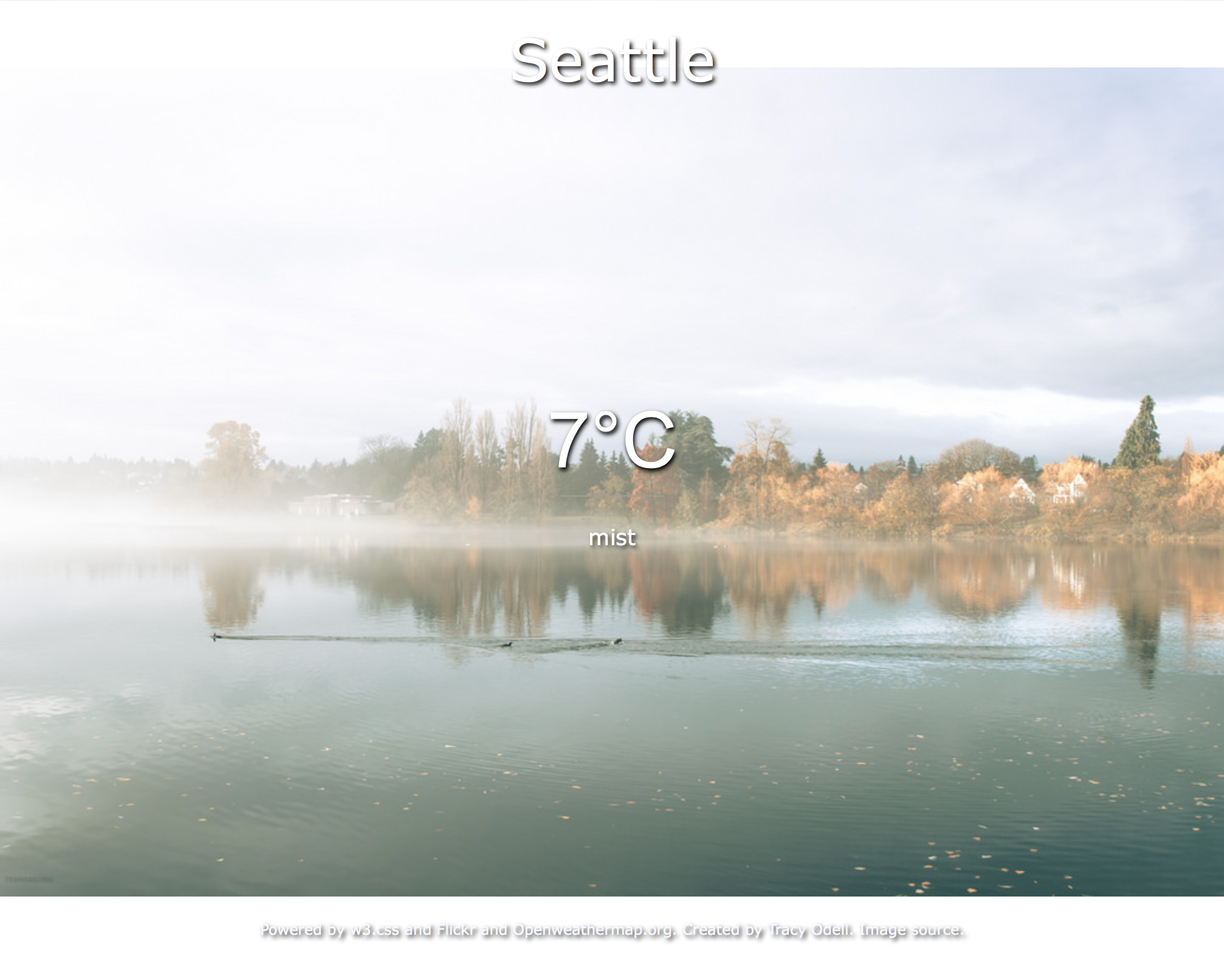 Seattle
7°C
mist
Powered by w3.css and Flickr and Openweathermap.org. Created by Tracy Odell. Image source.